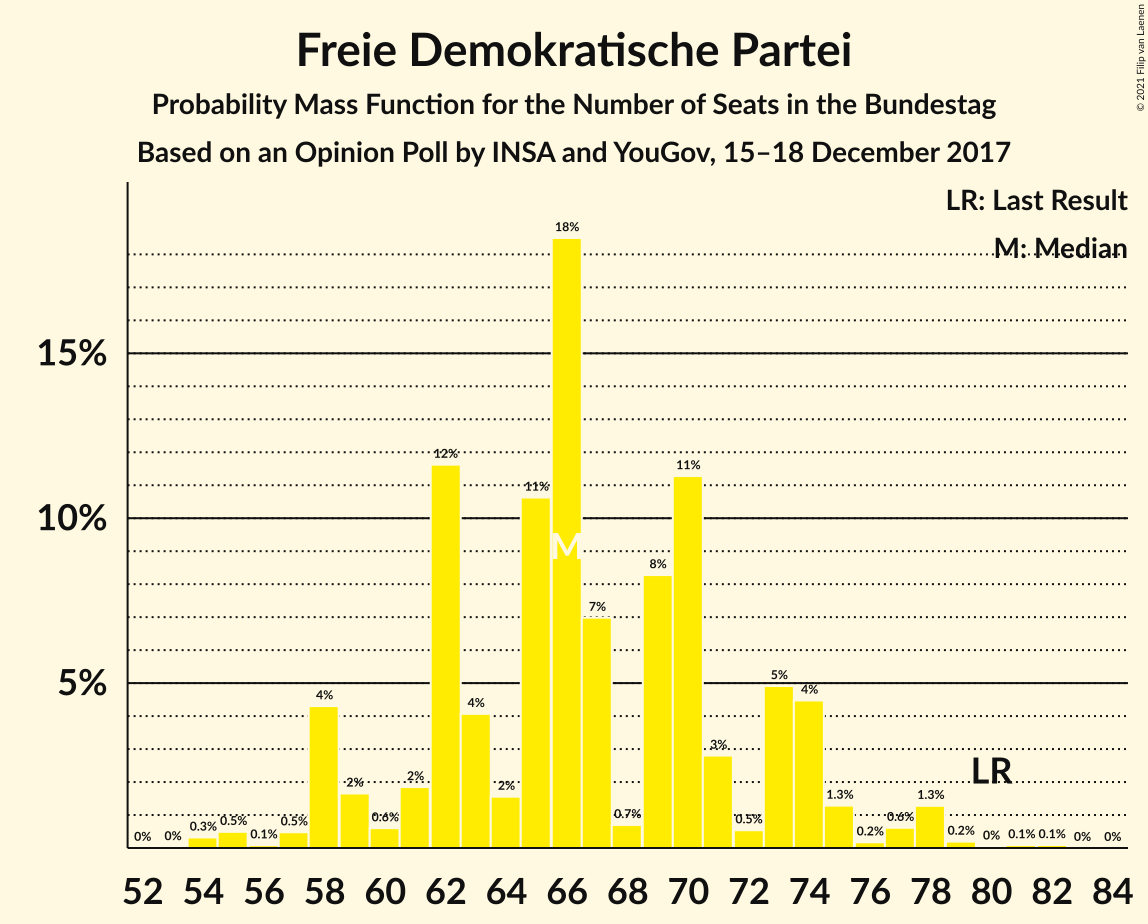 Freie Demokratische Partei
Probability Mass Function for the Number of Seats in the Bundestag
Based on an Opinion Poll by INSA and YouGov, 15–18 December 2017
© 2021 Filip van Laenen
LR: Last Result
M: Median
15%
10%
5%
0% 0% 0.3% 0.5% 0.1% 0.5% 4% 2% 0.6% 2% 12% 4% 2% 11% 18% 7% 0.7% 8% 11% 3% 0.5% 5% 4% 1.3% 0.2% 0.6% 1.3% 0.2% 0% 0.1% 0.1% 0% 0%
M
LR
52 54 56 58 60 62 64 66 68 70 72 74 76 78 80 82 84